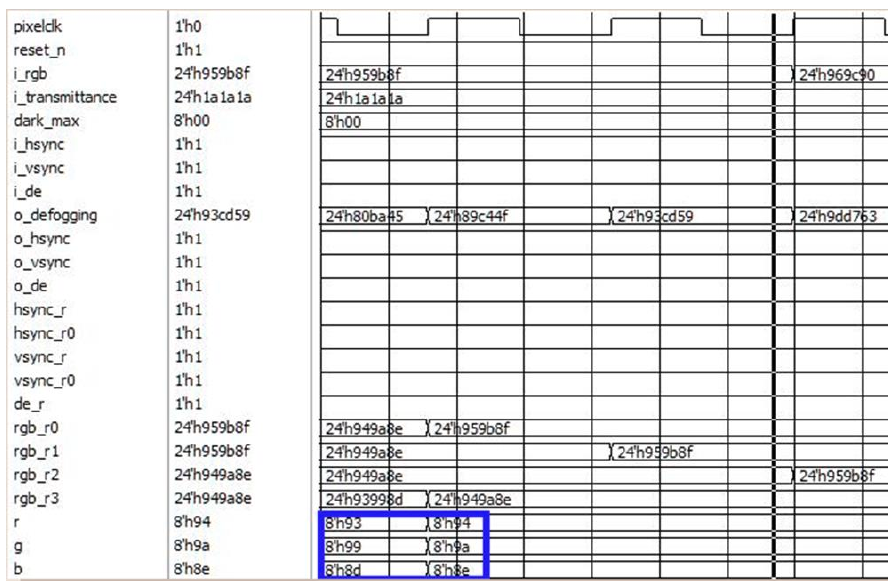 pixelclk 1'h0
reset_n 1'h1
i_rgb 24'h959b8f 24'h959b8f 24'h969c90
i_transmittance 24'h1a1a1a 24'h1a1a1a
dark_max 8'h00 8'h00
i_hsync 1'h1
i_vsync 1'h1
i_de 1'h1
o_defogging 24'h93cd59 24'h80ba45 24'h89c44f 24'h93cd59 24'h9dd763
o_hsync 1'h1
o_vsync 1'h1
o_de 1'h1
hsync_r 1'h1
hsync_r0 1'h1
vsync_r 1'h1
vsync_r0 1'h1
de_r 1'h1
rgb_r0 24'h959b8f 24'h949a8e 24'h959b8f
rgb_r1 24'h959b8f 24'h949a8e 24'h959b8f
rgb_r2 24'h949a8e 24'h949a8e 24'h959b8f
rgb_r3 24'h949a8e 24'h93998d 24'h949a8e
r 8'h94 8'h93 8'h94
g 8'h9a 8'h99 8'h9a
b 8'h8e 8'h8d 8'h8e